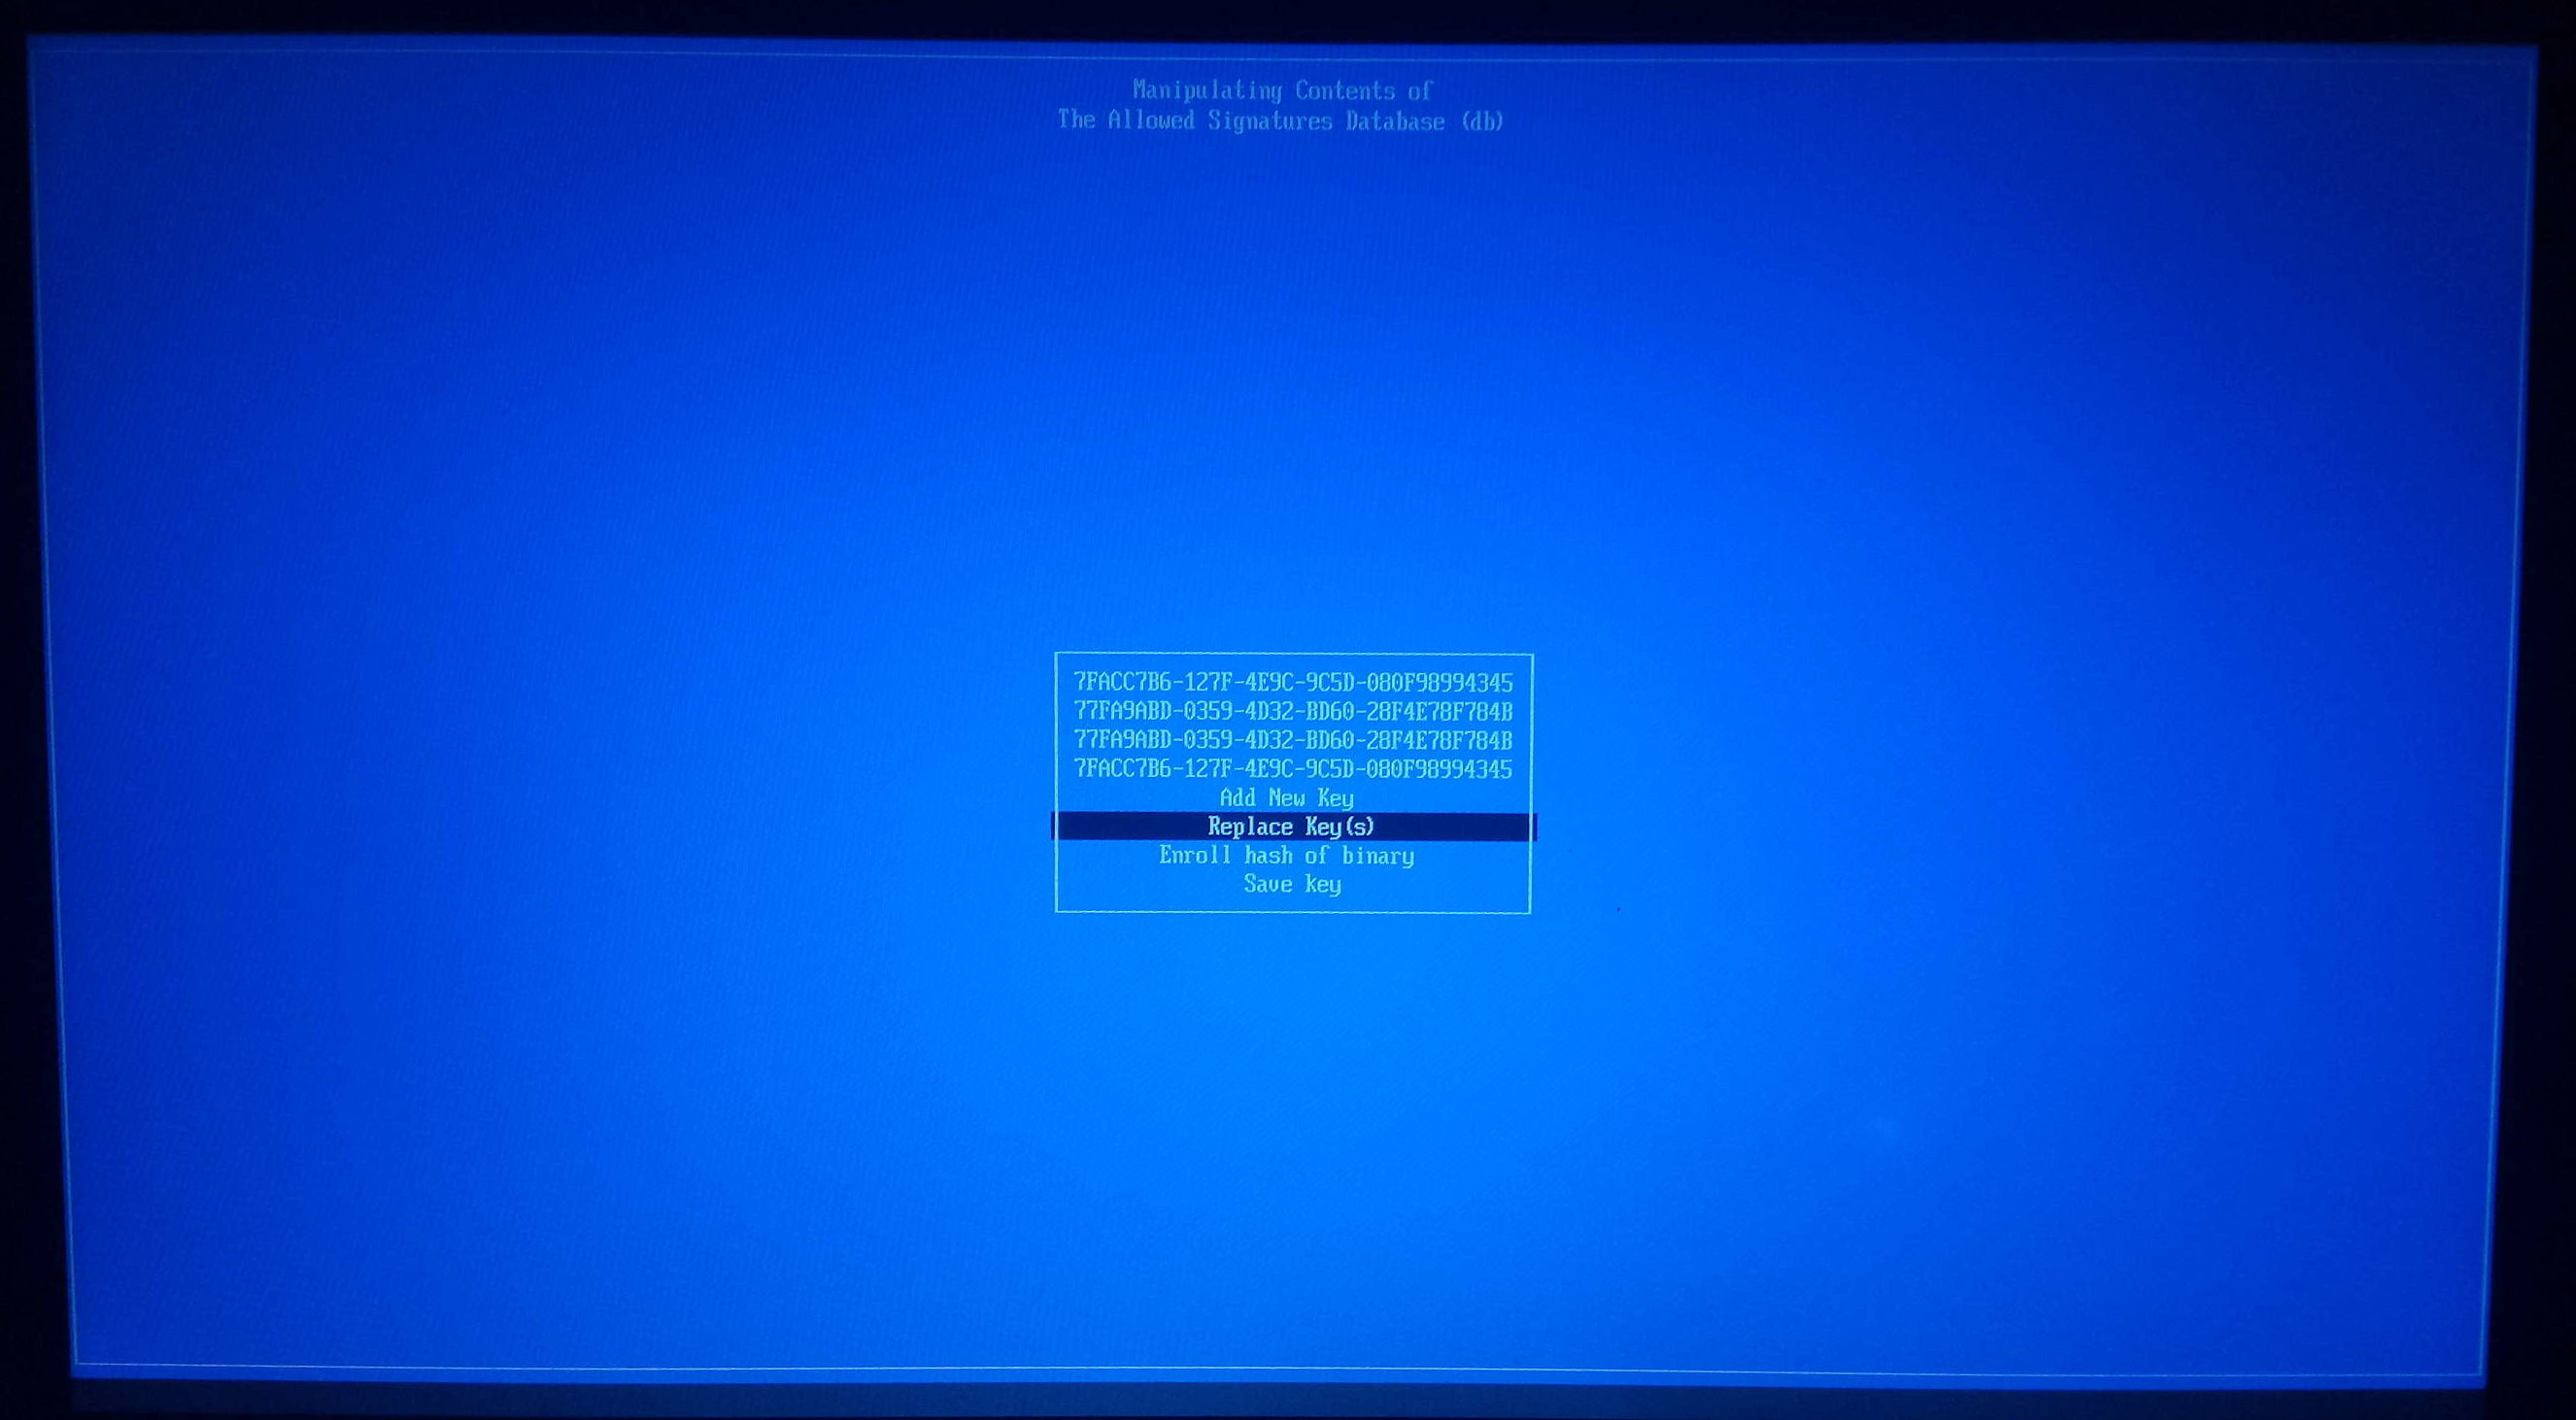 Manipulating Contents of
The Allowed Signatures Database (db)
7FACC7B6-127F-4E9C-9C5D-080F98994345
77FA9ABD-0359-4D32-BD60-28F4E78F784B
77FA9ABD-0359-4D32-BD60-28F4E78F784B
7FACC7B6-127F-4E9C-9C5D-080F98994345
Add New Key
Replace Key(s)
Enroll hash of binary
Save key